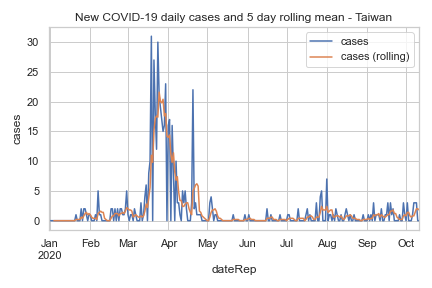 New COVID-19 daily cases and 5 day rolling mean - Taiwan
cases
cases (rolling)
30
25
20
15
10
5
0
cases
Jan Feb Mar Apr May Jun Jul Aug Sep Oct
2020
dateRep